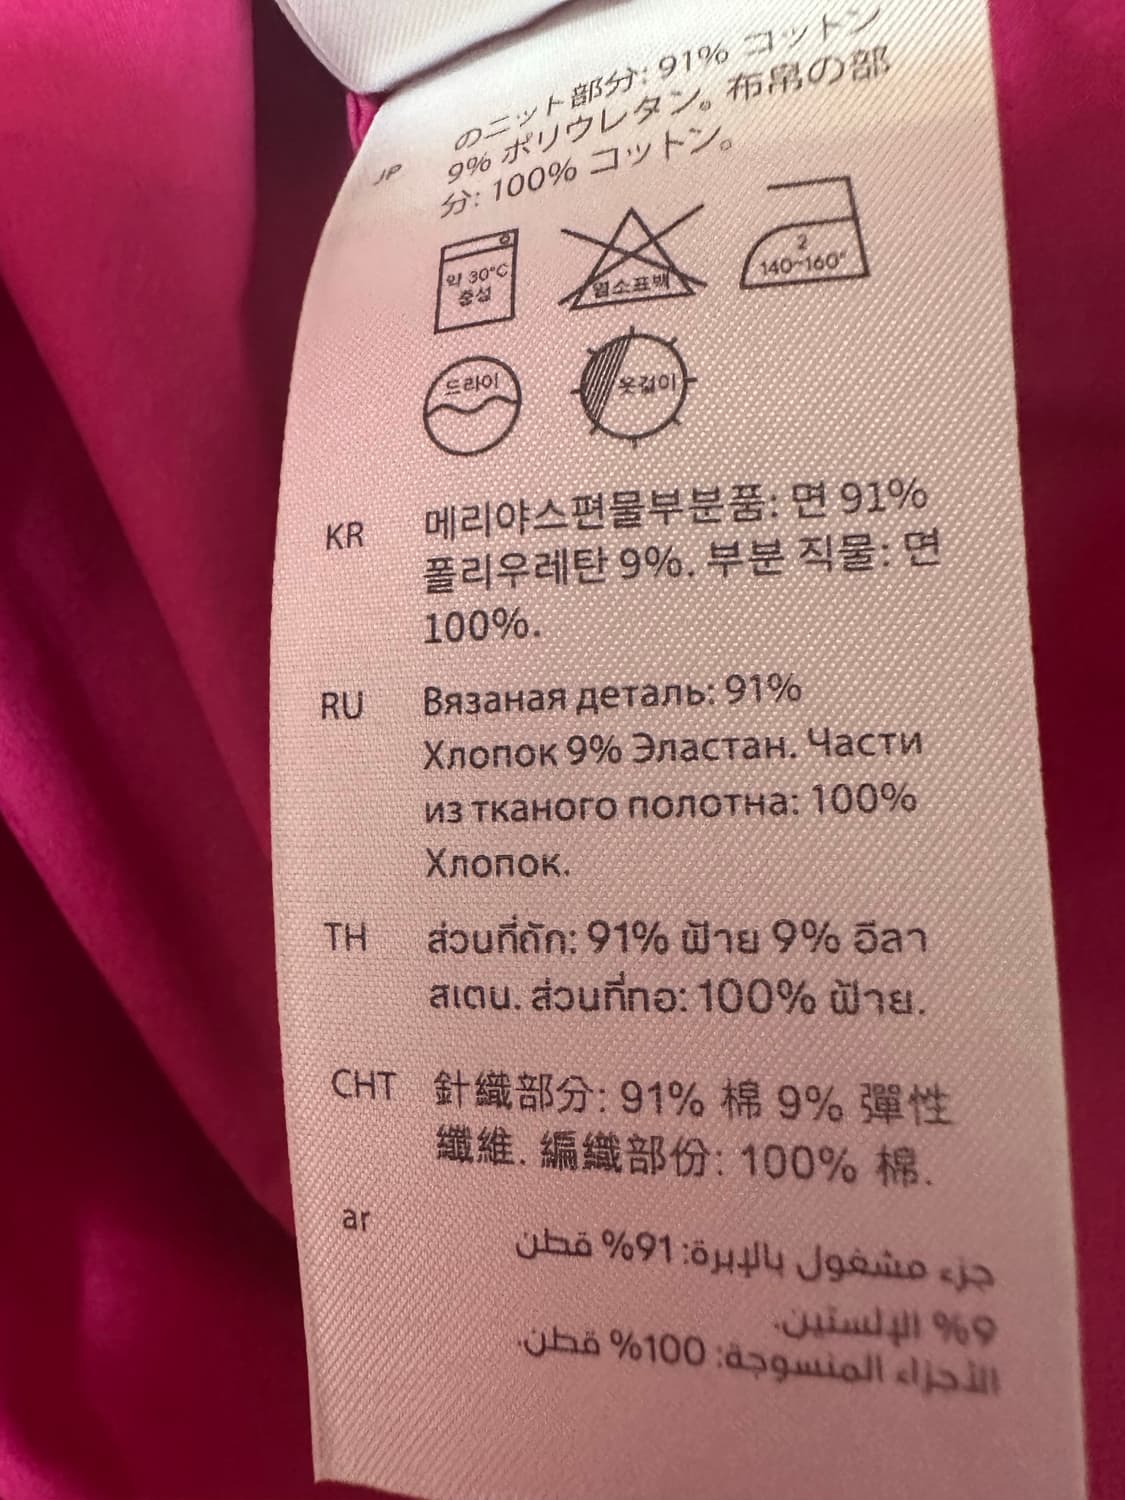 のニット部分: 91% コットン
JP
9% ポリウレタン。布帛の部
分: 100% コットン。
약 30°C
중성
염소표백
2
140~160°
드라이
옷걸이
KR
메리야스편물부분품: 면 91%
폴리우레탄 9%. 부분 직물: 면
100%.
RU
Вязаная деталь: 91%
Хлопок 9% Эластан. Части
из тканого полотна: 100%
Хлопок.
TH
ส่วนที่ถัก: 91% ฝ้าย 9% อีลา
สเตน. ส่วนที่ทอ: 100% ฝ้าย.
CHT
針織部分: 91% 棉 9% 彈性
纖維. 編織部份: 100% 棉.
ar
جزء مشغول بالإبرة: 91% قطن
9% الإلستين.
الأجزاء المنسوجة: 100% قطن.